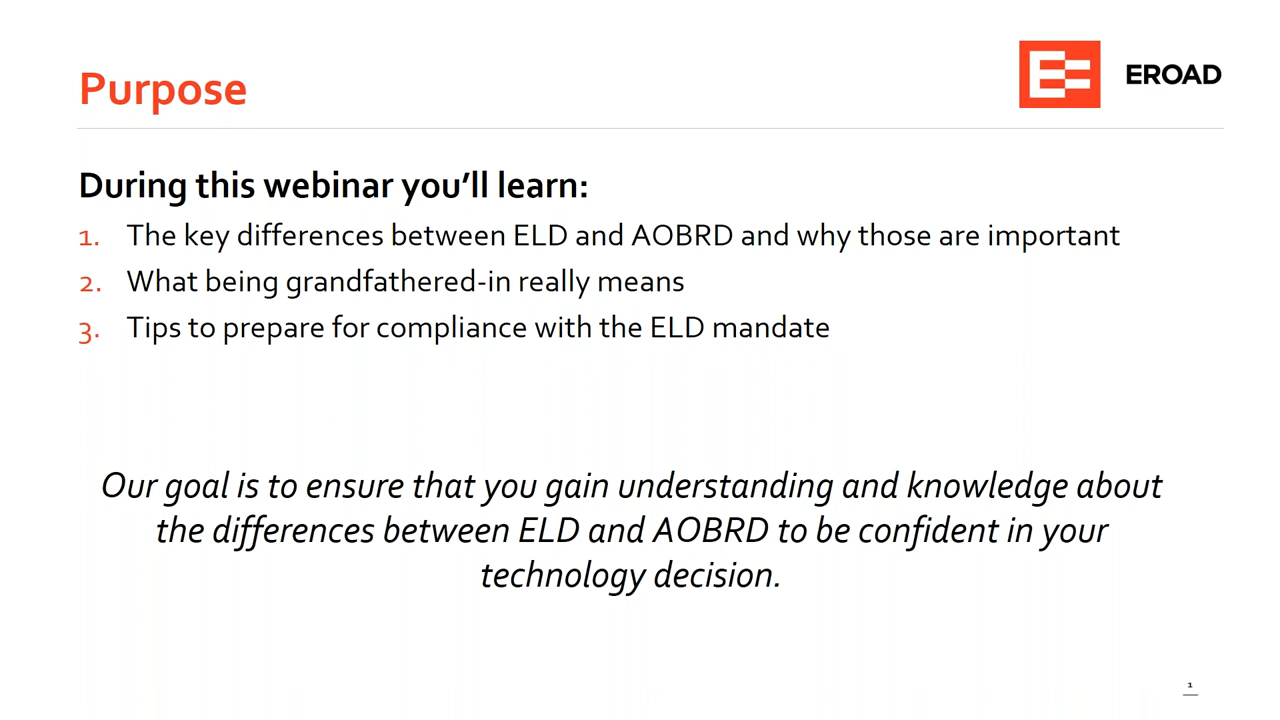 Purpose
EROAD
During this webinar you’ll learn:
1. The key differences between ELD and AOBRD and why those are important
2. What being grandfathered-in really means
3. Tips to prepare for compliance with the ELD mandate
Our goal is to ensure that you gain understanding and knowledge about
the differences between ELD and AOBRD to be confident in your
technology decision.
1